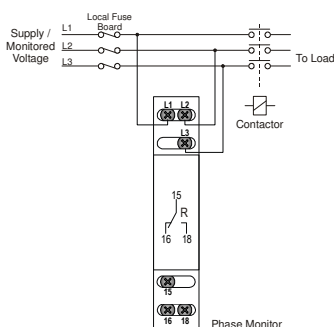 Supply /
Monitored
Voltage
L1
L2
L3
Local Fuse
Board
To Load
Contactor
L1 L2
L3
15
R
16 18
15
16 18
Phase Monitor